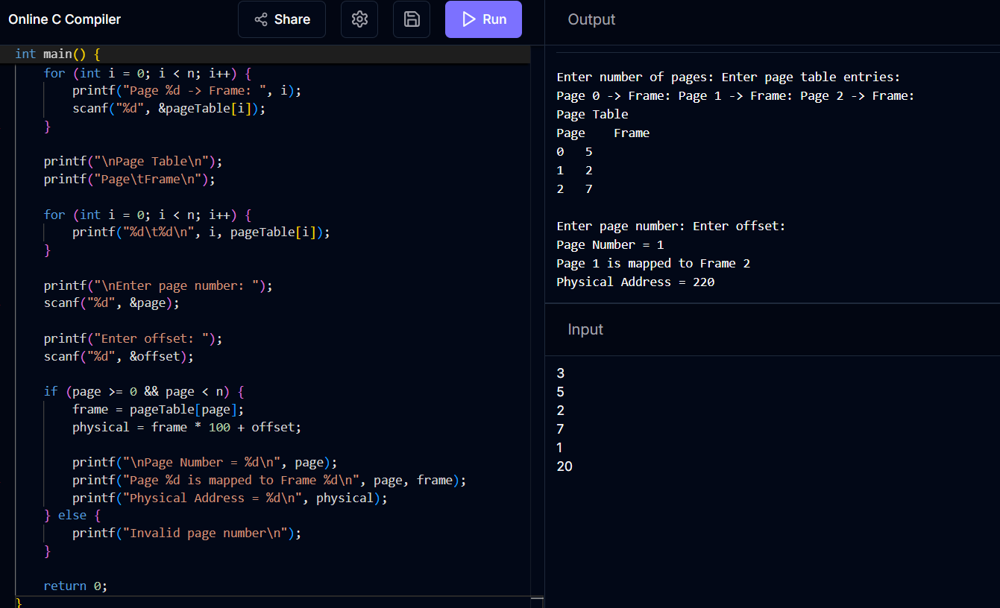 Online C Compiler
Share
Run
int main() {
    for (int i = 0; i < n; i++) {
        printf("Page %d -> Frame: ", i);
        scanf("%d", &pageTable[i]);
    }
    printf("\nPage Table\n");
    printf("Page\tFrame\n");
    for (int i = 0; i < n; i++) {
        printf("%d\t%d\n", i, pageTable[i]);
    }
    printf("\nEnter page number: ");
    scanf("%d", &page);
    printf("Enter offset: ");
    scanf("%d", &offset);
    if (page >= 0 && page < n) {
        frame = pageTable[page];
        physical = frame * 100 + offset;
        printf("\nPage Number = %d\n", page);
        printf("Page %d is mapped to Frame %d\n", page, frame);
        printf("Physical Address = %d\n", physical);
    } else {
        printf("Invalid page number\n");
    }
    return 0;
}
Output
Enter number of pages: Enter page table entries:
Page 0 -> Frame: Page 1 -> Frame: Page 2 -> Frame:
Page Table
Page    Frame
0   5
1   2
2   7
Enter page number: Enter offset:
Page Number = 1
Page 1 is mapped to Frame 2
Physical Address = 220
Input
3
5
2
7
1
20